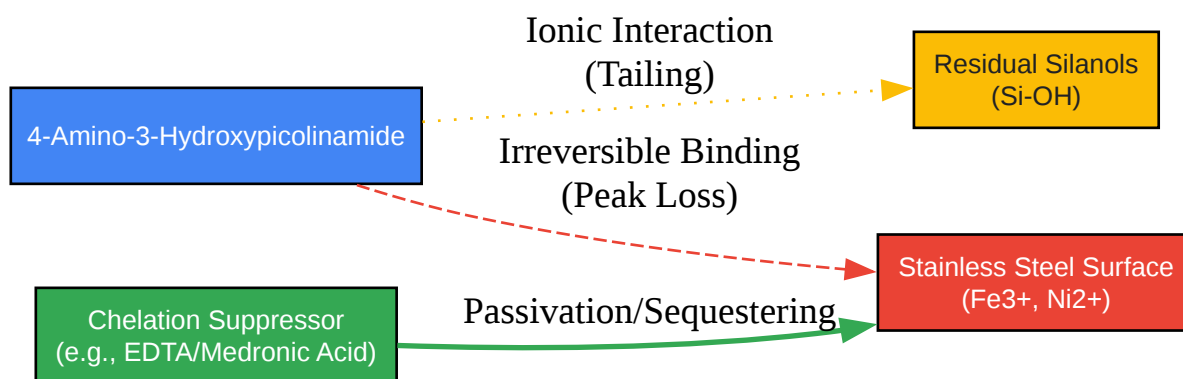 Ionic Interaction
(Tailing)
Residual Silanols
(Si-OH)
4-Amino-3-Hydroxypicolinamide
Irreversible Binding
(Peak Loss)
Stainless Steel Surface
(Fe3+, Ni2+)
Chelation Suppressor
(e.g., EDTA/Medronic Acid)
Passivation/Sequestering